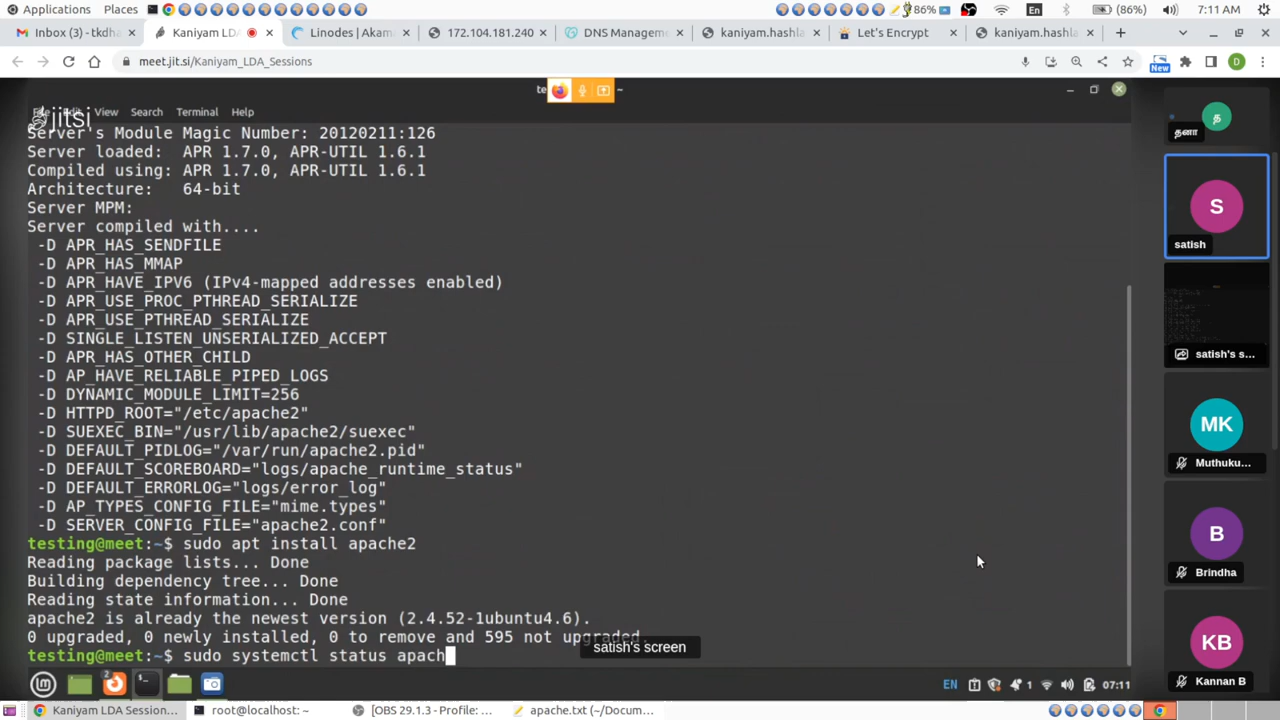 Applications Places 86% En (86%) 7:11 AM
Inbox (3) - tkdha Kaniyam LD Linodes | Akam 172.104.181.240 DNS Managem kaniyam.hashla Let's Encrypt kaniyam.hashla
meet.jit.si/Kaniyam_LDA_Sessions New D
te ~
jitsi View Search Terminal Help
Server's Module Magic Number: 20120211:126
Server loaded: APR 1.7.0, APR-UTIL 1.6.1
Compiled using: APR 1.7.0, APR-UTIL 1.6.1
Architecture: 64-bit
Server MPM:
Server compiled with....
-D APR_HAS_SENDFILE
-D APR_HAS_MMAP
-D APR_HAVE_IPV6 (IPv4-mapped addresses enabled)
-D APR_USE_PROC_PTHREAD_SERIALIZE
-D APR_USE_PTHREAD_SERIALIZE
-D SINGLE_LISTEN_UNSERIALIZED_ACCEPT
-D APR_HAS_OTHER_CHILD
-D AP_HAVE_RELIABLE_PIPED_LOGS
-D DYNAMIC_MODULE_LIMIT=256
-D HTTPD_ROOT="/etc/apache2"
-D SUEXEC_BIN="/usr/lib/apache2/suexec"
-D DEFAULT_PIDLOG="/var/run/apache2.pid"
-D DEFAULT_SCOREBOARD="logs/apache_runtime_status"
-D DEFAULT_ERRORLOG="logs/error_log"
-D AP_TYPES_CONFIG_FILE="mime.types"
-D SERVER_CONFIG_FILE="apache2.conf"
testing@meet:~$ sudo apt install apache2
Reading package lists... Done
Building dependency tree... Done
Reading state information... Done
apache2 is already the newest version (2.4.52-1ubuntu4.6).
0 upgraded, 0 newly installed, 0 to remove and 595 not upgraded.
testing@meet:~$ sudo systemctl status apach
satish's screen
த
தனா
S
satish
satish's s...
MK
Muthuku...
B
Brindha
KB
Kannan B
2 EN 1 07:11
Kaniyam LDA Session... root@localhost: ~ [OBS 29.1.3 - Profile: ... apache.txt (~/Docum...